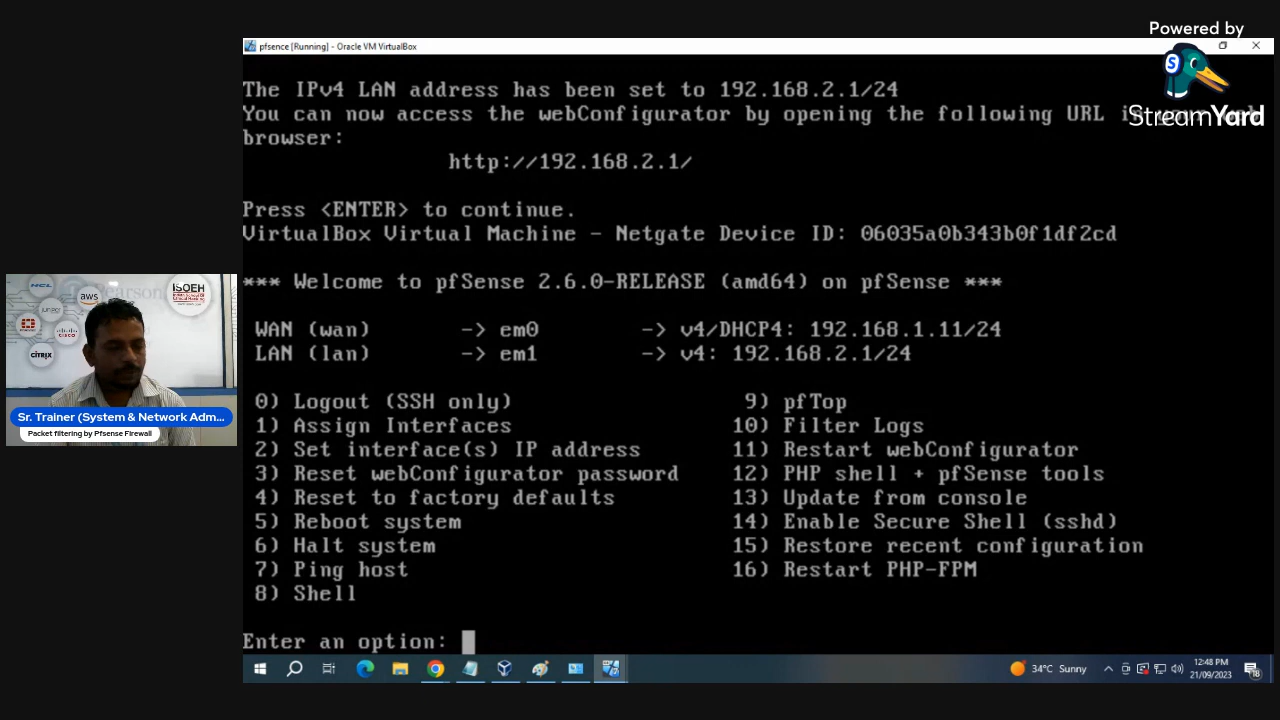 Powered by
StreamYard
pfsence [Running] - Oracle VM VirtualBox
The IPv4 LAN address has been set to 192.168.2.1/24
You can now access the webConfigurator by opening the following URL
browser:
http://192.168.2.1/
Press <ENTER> to continue.
VirtualBox Virtual Machine - Netgate Device ID: 06035a0b343b0f1df2cd
*** Welcome to pfSense 2.6.0-RELEASE (amd64) on pfSense ***
WAN (wan) -> em0 -> v4/DHCP4: 192.168.1.11/24
LAN (lan) -> em1 -> v4: 192.168.2.1/24
0) Logout (SSH only) 9) pfTop
1) Assign Interfaces 10) Filter Logs
2) Set interface(s) IP address 11) Restart webConfigurator
3) Reset webConfigurator password 12) PHP shell + pfSense tools
4) Reset to factory defaults 13) Update from console
5) Reboot system 14) Enable Secure Shell (sshd)
6) Halt system 15) Restore recent configuration
7) Ping host 16) Restart PHP-FPM
8) Shell
Enter an option:
HCL
aws
Pearson
ISOEH
CISCO
CITRIX
Sr. Trainer (System & Network Adm...
Packet filtering by Pfsense Firewall
34°C Sunny
12:48 PM
21/09/2023
18